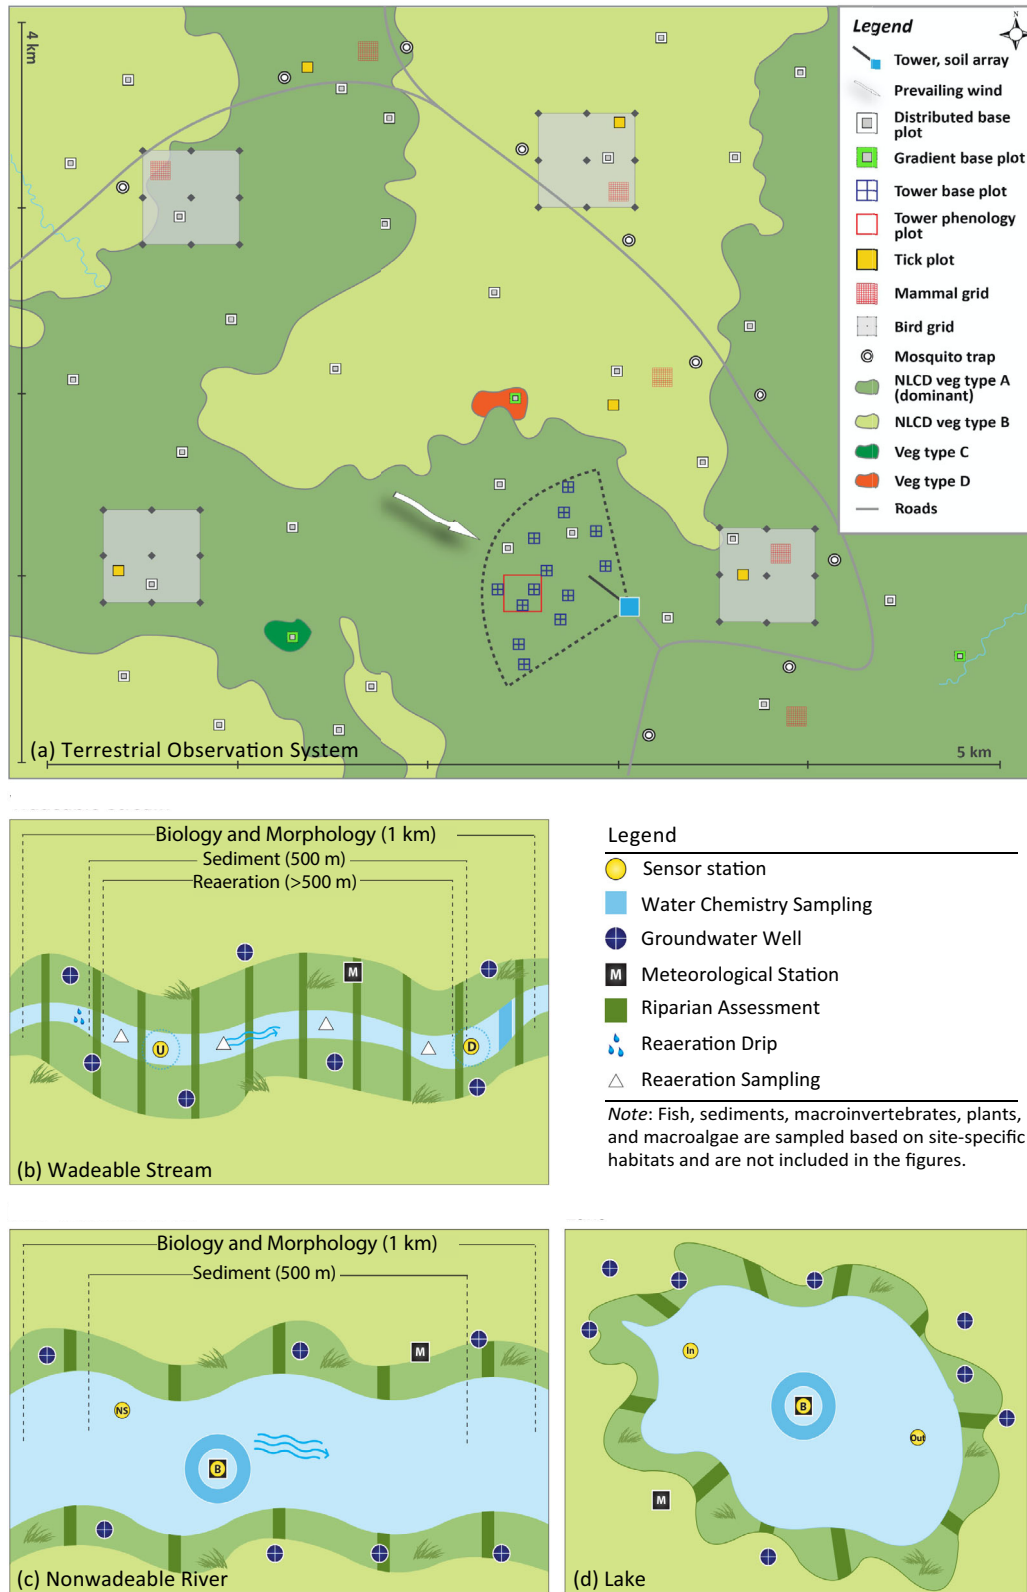 4 km
Legend
N
Tower, soil array
Prevailing wind
Distributed base
plot
Gradient base plot
Tower base plot
Tower phenology
plot
Tick plot
Mammal grid
Bird grid
Mosquito trap
NLCD veg type A
(dominant)
NLCD veg type B
Veg type C
Veg type D
Roads
(a) Terrestrial Observation System
5 km
Biology and Morphology (1 km)
Sediment (500 m)
Reaeration (>500 m)
M
U
D
(b) Wadeable Stream
Legend
Sensor station
Water Chemistry Sampling
Groundwater Well
M Meteorological Station
Riparian Assessment
Reaeration Drip
Reaeration Sampling
Note: Fish, sediments, macroinvertebrates, plants,
and macroalgae are sampled based on site-specific
habitats and are not included in the figures.
Biology and Morphology (1 km)
Sediment (500 m)
M
NS
B
(c) Nonwadeable River
In
B
Out
M
(d) Lake